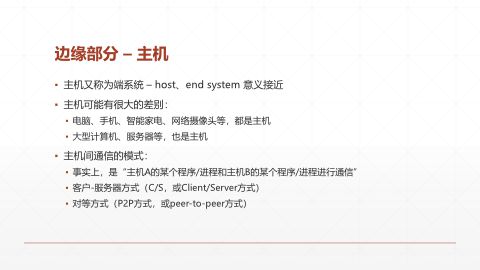 边缘部分 – 主机
▪ 主机又称为端系统 – host、end system 意义接近
▪ 主机可能有很大的差别：
▪ 电脑、手机、智能家电、网络摄像头等，都是主机
▪ 大型计算机、服务器等，也是主机
▪ 主机间通信的模式：
▪ 事实上，是“主机A的某个程序/进程和主机B的某个程序/进程进行通信”
▪ 客户-服务器方式（C/S，或Client/Server方式）
▪ 对等方式（P2P方式，或peer-to-peer方式）